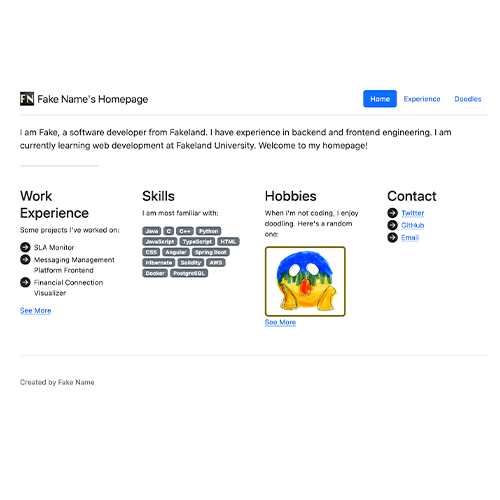 FN Fake Name's Homepage
Home Experience Doodles
I am Fake, a software developer from Fakeland. I have experience in backend and frontend engineering. I am
currently learning web development at Fakeland University. Welcome to my homepage!
Work
Experience
Some projects I've worked on:
SLA Monitor
Messaging Management
Platform Frontend
Financial Connection
Visualizer
See More
Skills
I am most familiar with:
Java C C++ Python
JavaScript TypeScript HTML
CSS Angular Spring Boot
Hibernate Solidity AWS
Docker PostgreSQL
Hobbies
When I'm not coding, I enjoy
doodling. Here's a random
one:
See More
Contact
Twitter
GitHub
Email
Created by Fake Name